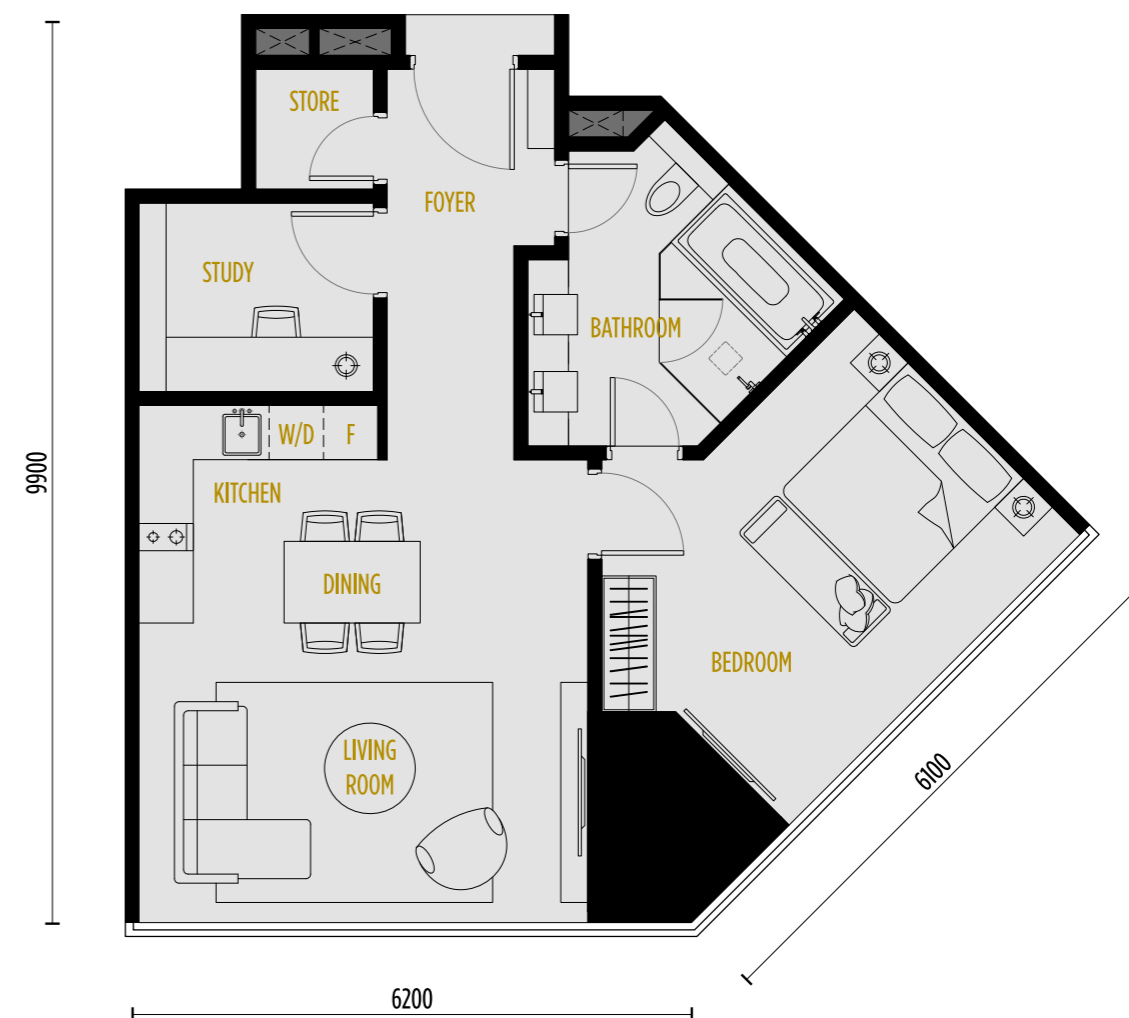 STORE
FOYER
STUDY
BATHROOM
W/D
F
9900
KITCHEN
DINING
BEDROOM
LIVING
ROOM
6100
6200